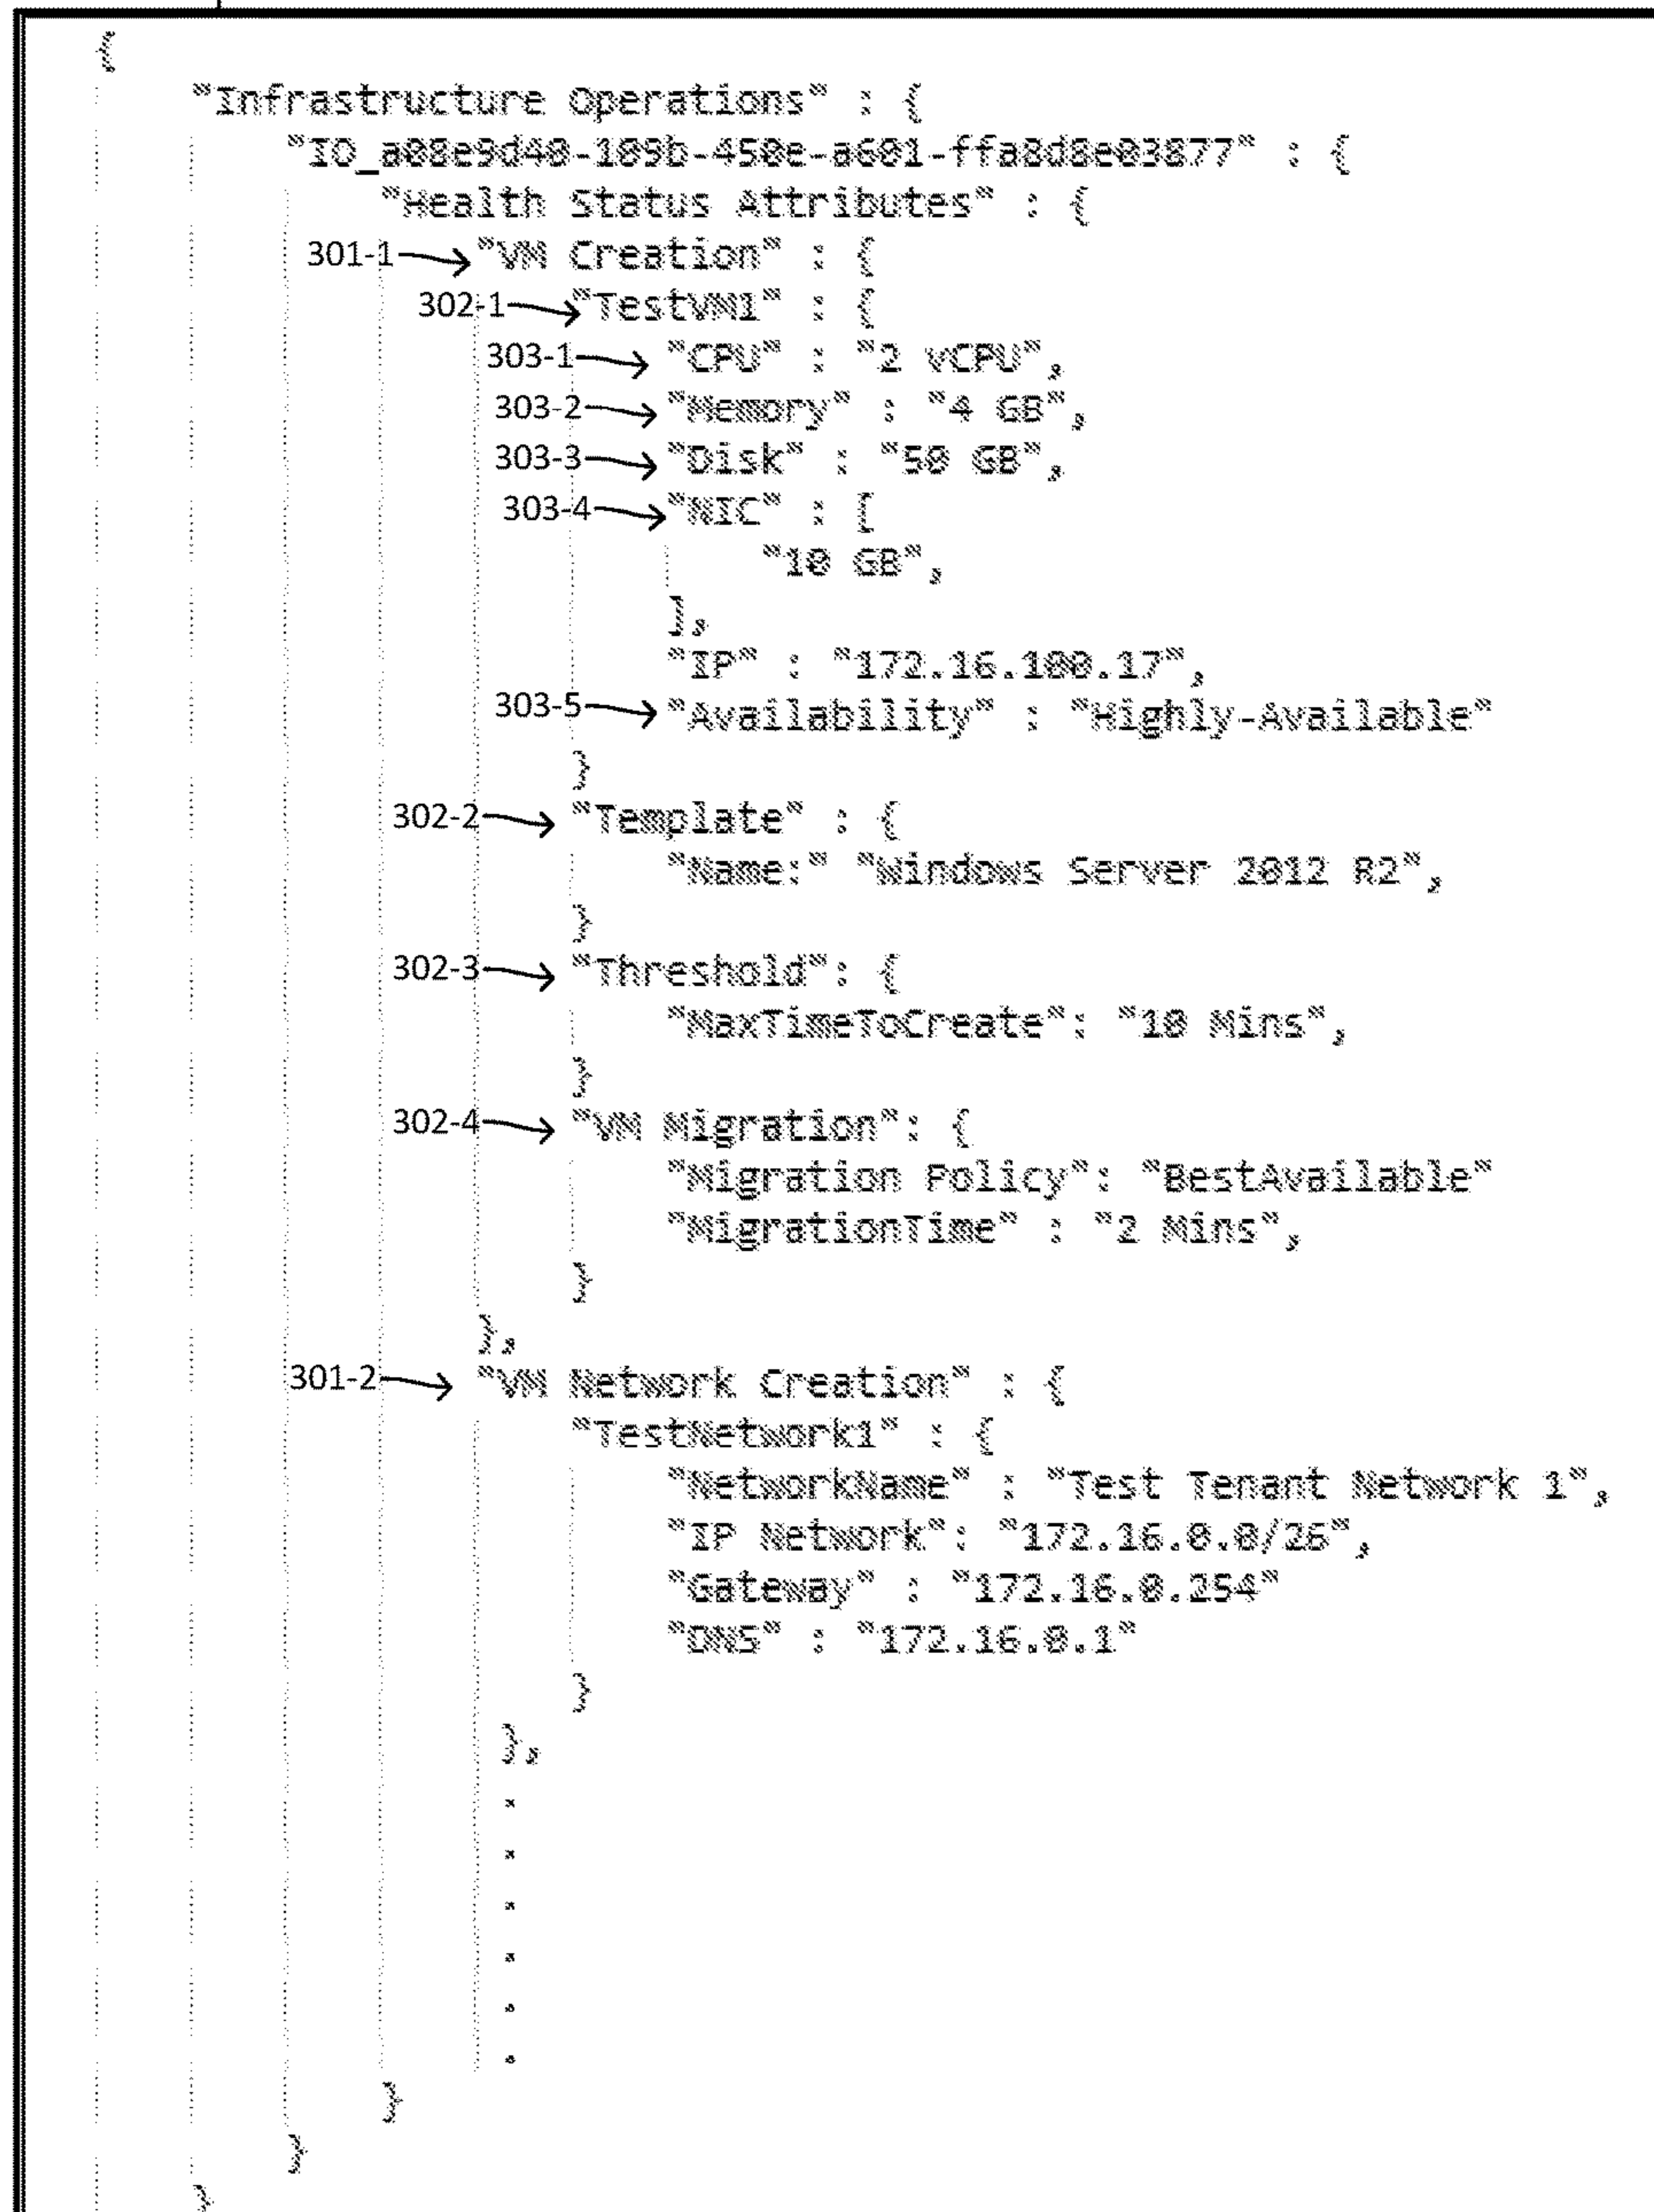 {
"Infrastructure Operations" : {
"IO_a08e9d40-109b-450e-a601-ffa8d8e03877" : {
"Health Status Attributes" : {
301-1 "VM Creation" : {
302-1 "TestVM1" : {
303-1 "CPU" : "2 vCPU",
303-2 "Memory" : "4 GB",
303-3 "Disk" : "50 GB",
303-4 "NIC" : [
"10 GB",
],
"IP" : "172.16.100.17",
303-5 "Availability" : "Highly-Available"
}
302-2 "Template" : {
"Name:" "Windows Server 2012 R2",
}
302-3 "Threshold": {
"MaxTimeToCreate": "10 Mins",
}
302-4 "VM Migration": {
"Migration Policy": "BestAvailable"
"MigrationTime" : "2 Mins",
}
},
301-2 "VM Network Creation" : {
"TestNetwork1" : {
"NetworkName" : "Test Tenant Network 1",
"IP Network": "172.16.0.0/26",
"Gateway" : "172.16.0.254"
"DNS" : "172.16.0.1"
}
},
.
.
.
.
.
.
}
}
}